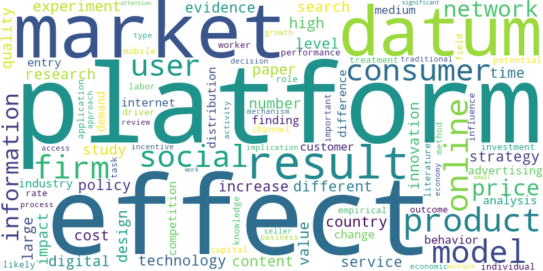 attention
significant
experiment
evidence
search
medium
network
quality
market
datum
type
mobile
worker
growth
high
level
performance
decision
treatment
traditional
field
potential
entry
user
consumer
time
research
paper
role
platform
application
approach
demand
labor
internet
driver
review
distribution
number
finding
difference
mechanism
important
channel
activity
innovation
literature
economy
method
online
influence
information
access
task
incentive
implication
customer
investment
study
social
result
strategy
firm
work
advertising
small
rate
process
industry
policy
increase
different
price
analysis
effect
large
impact
cost
design
competition
knowledge
country
empirical
outcome
product
change
behavior
capital
seller
business
value
model
likely
digital
technology
content
service
economic
individual